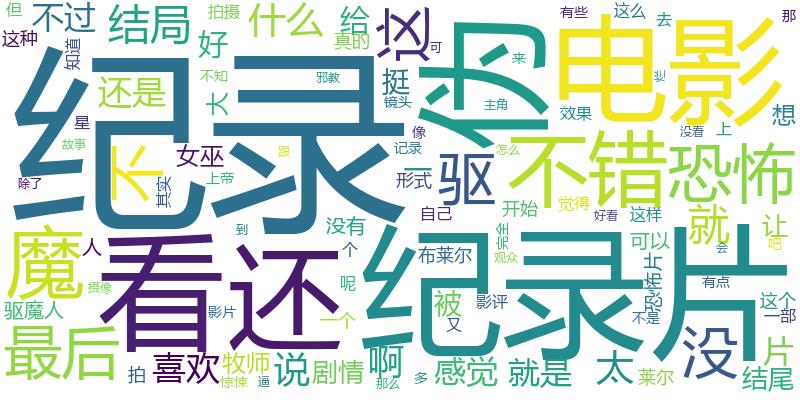 但 不过 结局 拍摄 什么 给 这 有些 这么 去 那
这种 知道 好 真的 可 伪 来 电影
纪录 还是 不知 大 邪教 挺 镜头 主角 效果 拦 想
星 不 女巫 像 驱 不错 没看 上 恐怖
故事 跟 记录 一 怎么
除了 其实 上帝 形式 自己 开始 觉得 好看 这样 就 让
魔 人 看还 到 没有 个 布莱尔 完全 观众 可以 会 吧
摄像 呢 纪录片 恐怖片 有点 这个
驱魔人 影片 一个 被 影评 又 不是 没 一部
最后 拍 喜欢 牧师 惊悚 逼 说 剧情 啊 那么 多 感觉 就是 太 莱尔 结尾 片